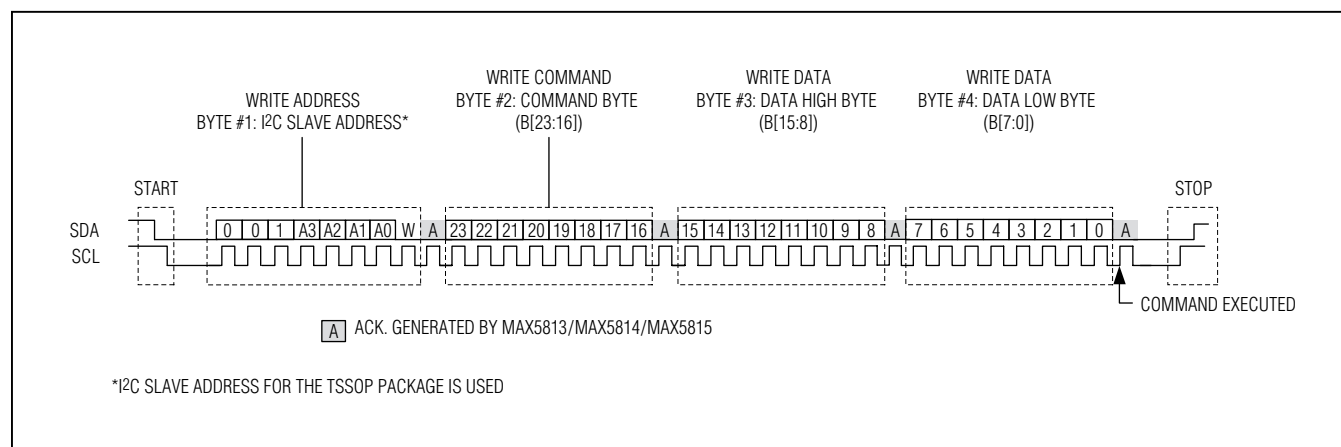 WRITE ADDRESS
BYTE #1: I²C SLAVE ADDRESS*
WRITE COMMAND
BYTE #2: COMMAND BYTE
(B[23:16])
WRITE DATA
BYTE #3: DATA HIGH BYTE
(B[15:8])
WRITE DATA
BYTE #4: DATA LOW BYTE
(B[7:0])
START
STOP
SDA
0 0 1 A3 A2 A1 A0 W A 23 22 21 20 19 18 17 16 A 15 14 13 12 11 10 9 8 A 7 6 5 4 3 2 1 0 A
SCL
COMMAND EXECUTED
A ACK. GENERATED BY MAX5813/MAX5814/MAX5815
*I²C SLAVE ADDRESS FOR THE TSSOP PACKAGE IS USED